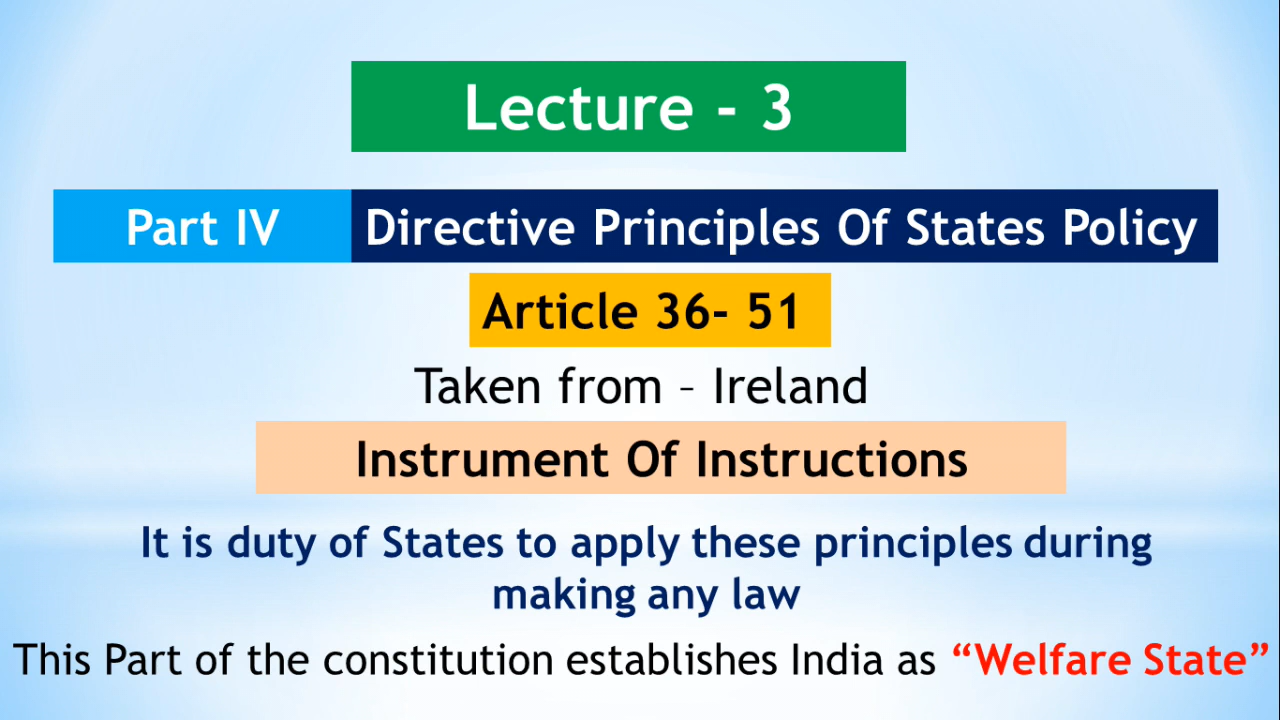 Lecture - 3
Part IV Directive Principles Of States Policy
Article 36- 51
Taken from – Ireland
Instrument Of Instructions
It is duty of States to apply these principles during
making any law
This Part of the constitution establishes India as “Welfare State”